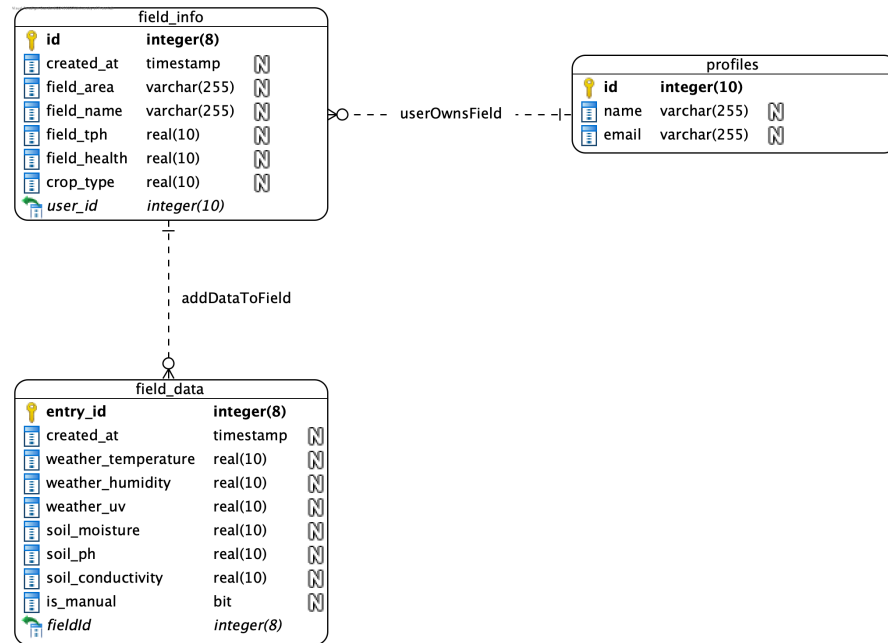 field_info
id integer(8)
created_at timestamp N
field_area varchar(255) N
field_name varchar(255) N
field_tph real(10) N
field_health real(10) N
crop_type real(10) N
user_id integer(10)
userOwnsField
profiles
id integer(10)
name varchar(255) N
email varchar(255) N
addDataToField
field_data
entry_id integer(8)
created_at timestamp N
weather_temperature real(10) N
weather_humidity real(10) N
weather_uv real(10) N
soil_moisture real(10) N
soil_ph real(10) N
soil_conductivity real(10) N
is_manual bit N
fieldId integer(8)